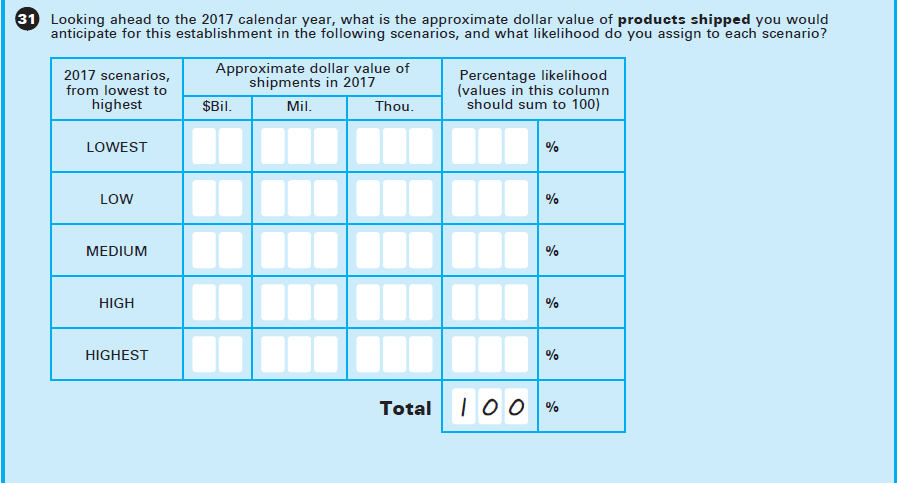 31 Looking ahead to the 2017 calendar year, what is the approximate dollar value of products shipped you would
anticipate for this establishment in the following scenarios, and what likelihood do you assign to each scenario?
2017 scenarios,
from lowest to
highest
Approximate dollar value of
shipments in 2017
Percentage likelihood
(values in this column
should sum to 100)
$Bil. Mil. Thou.
LOWEST %
LOW %
MEDIUM %
HIGH %
HIGHEST %
Total 100 %